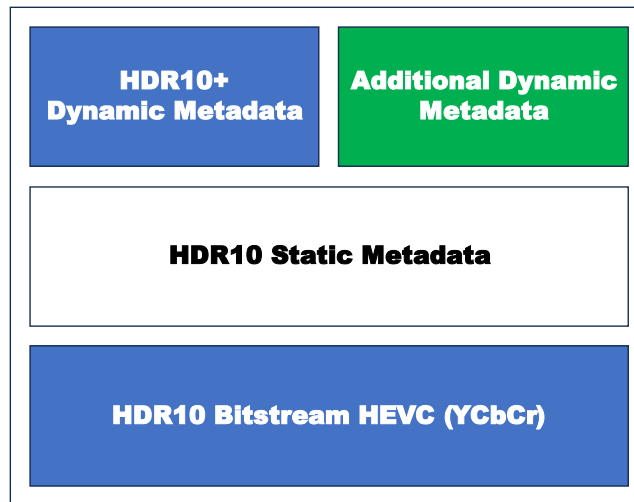 HDR10+
Dynamic Metadata
Additional Dynamic
Metadata
HDR10 Static Metadata
HDR10 Bitstream HEVC (YCbCr)